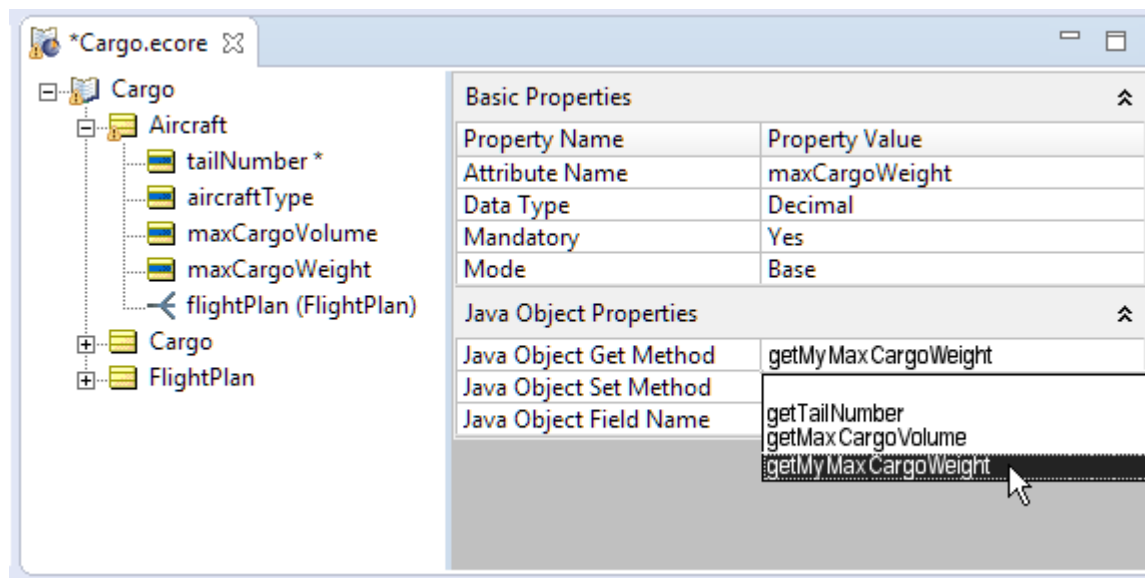 *Cargo.ecore
Cargo
Aircraft
tailNumber *
aircraftType
maxCargoVolume
maxCargoWeight
flightPlan (FlightPlan)
Cargo
FlightPlan
Basic Properties
Property Name Property Value
Attribute Name maxCargoWeight
Data Type Decimal
Mandatory Yes
Mode Base
Java Object Properties
Java Object Get Method getMyMaxCargoWeight
Java Object Set Method
Java Object Field Name
getTailNumber
getMaxCargoVolume
getMyMaxCargoWeight